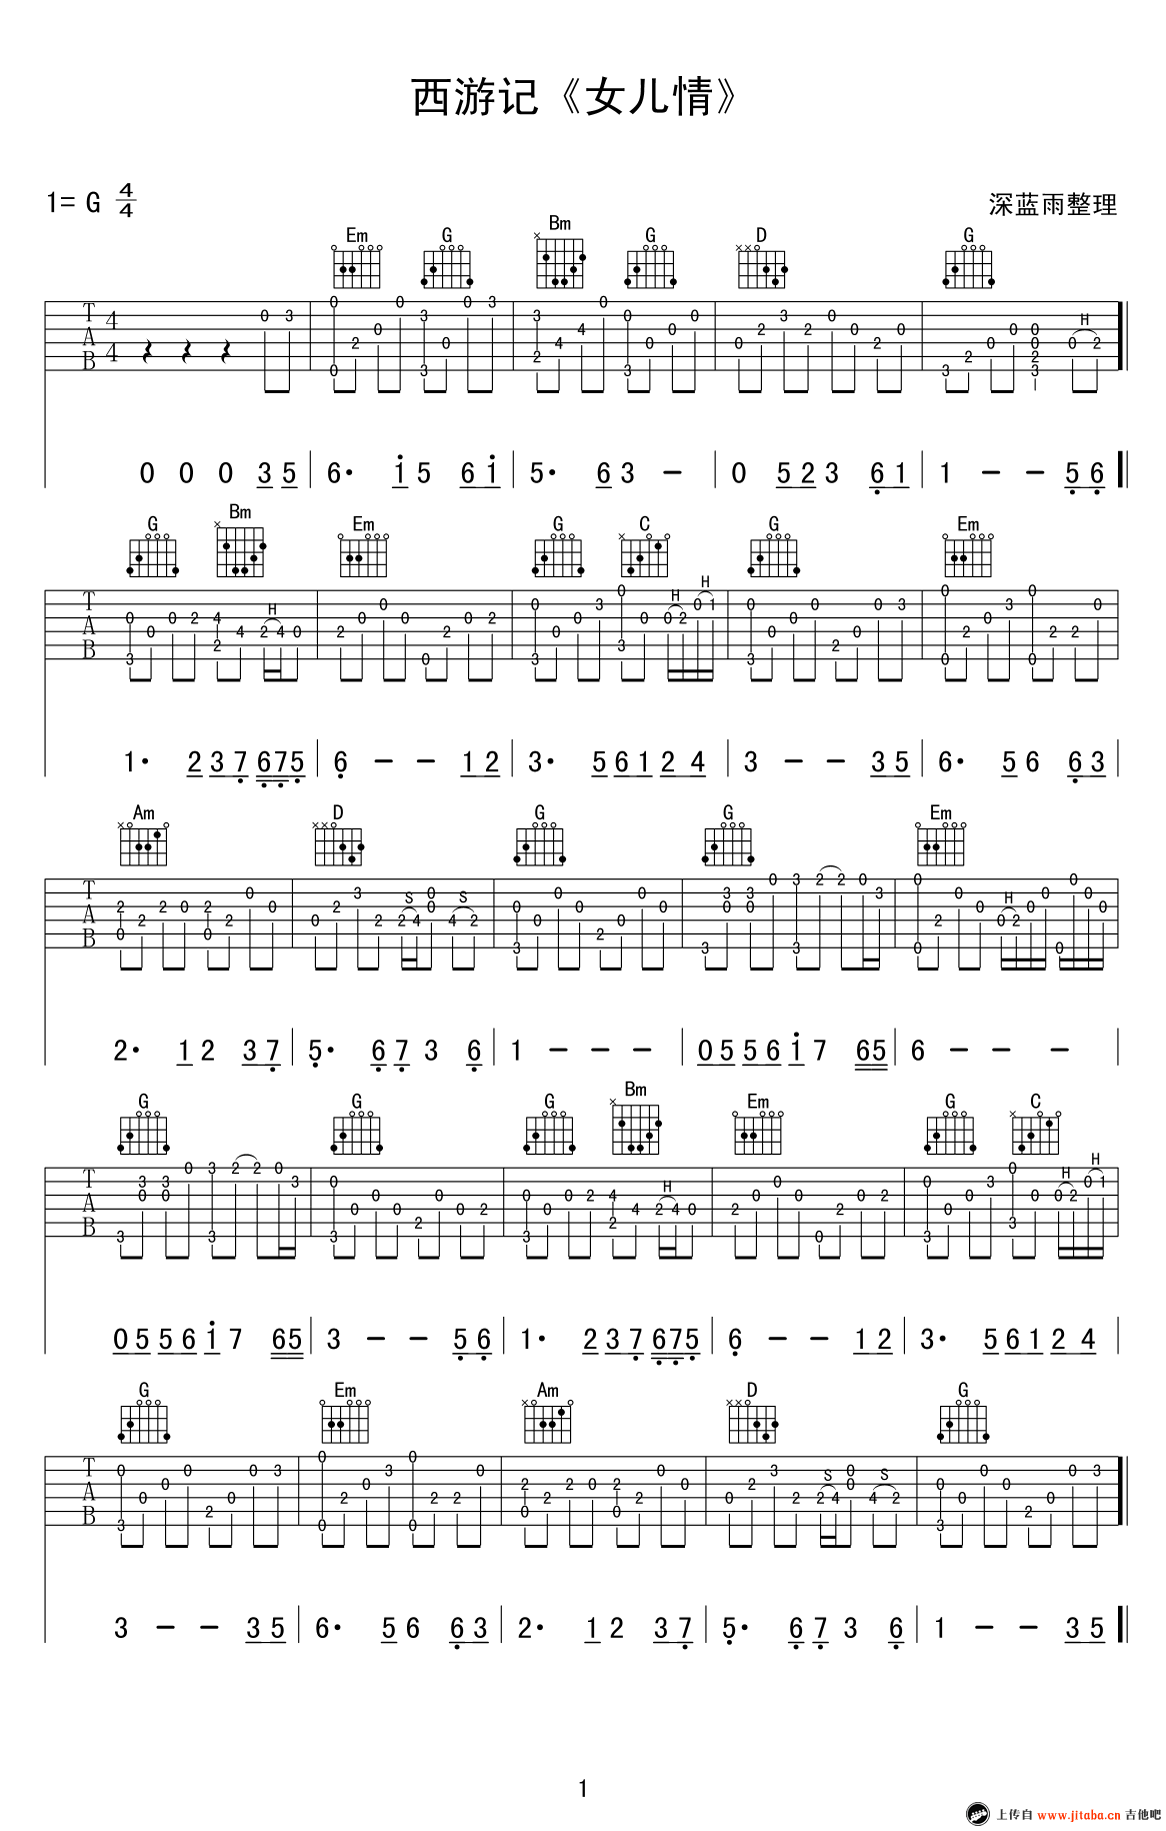 西游记《女儿情》
1= G 4/4
深蓝雨整理
Em G Bm G D G
T A B 4 4
H
0 0 0 3 5 6· 1 5 6 1 5· 6 3 - 0 5 2 3 6 1 1 - - 5 6
G Bm Em G C G Em
T A B
H H H
1· 2 3 7 6 7 5 6 - - 1 2 3· 5 6 1 2 4 3 - - 3 5 6· 5 6 6 3
Am D G G Em
T A B
S S H
2· 1 2 3 7 5· 6 7 3 6 1 - - - 0 5 5 6 1 7 6 5 6 - - -
G G G Bm Em G C
T A B
H H H
0 5 5 6 1 7 6 5 3 - - 5 6 1· 2 3 7 6 7 5 6 - - 1 2 3· 5 6 1 2 4
G Em Am D G
T A B
S S
3 - - 3 5 6· 5 6 6 3 2· 1 2 3 7 5· 6 7 3 6 1 - - 3 5
1
上传自 www.jitaba.cn 吉他吧